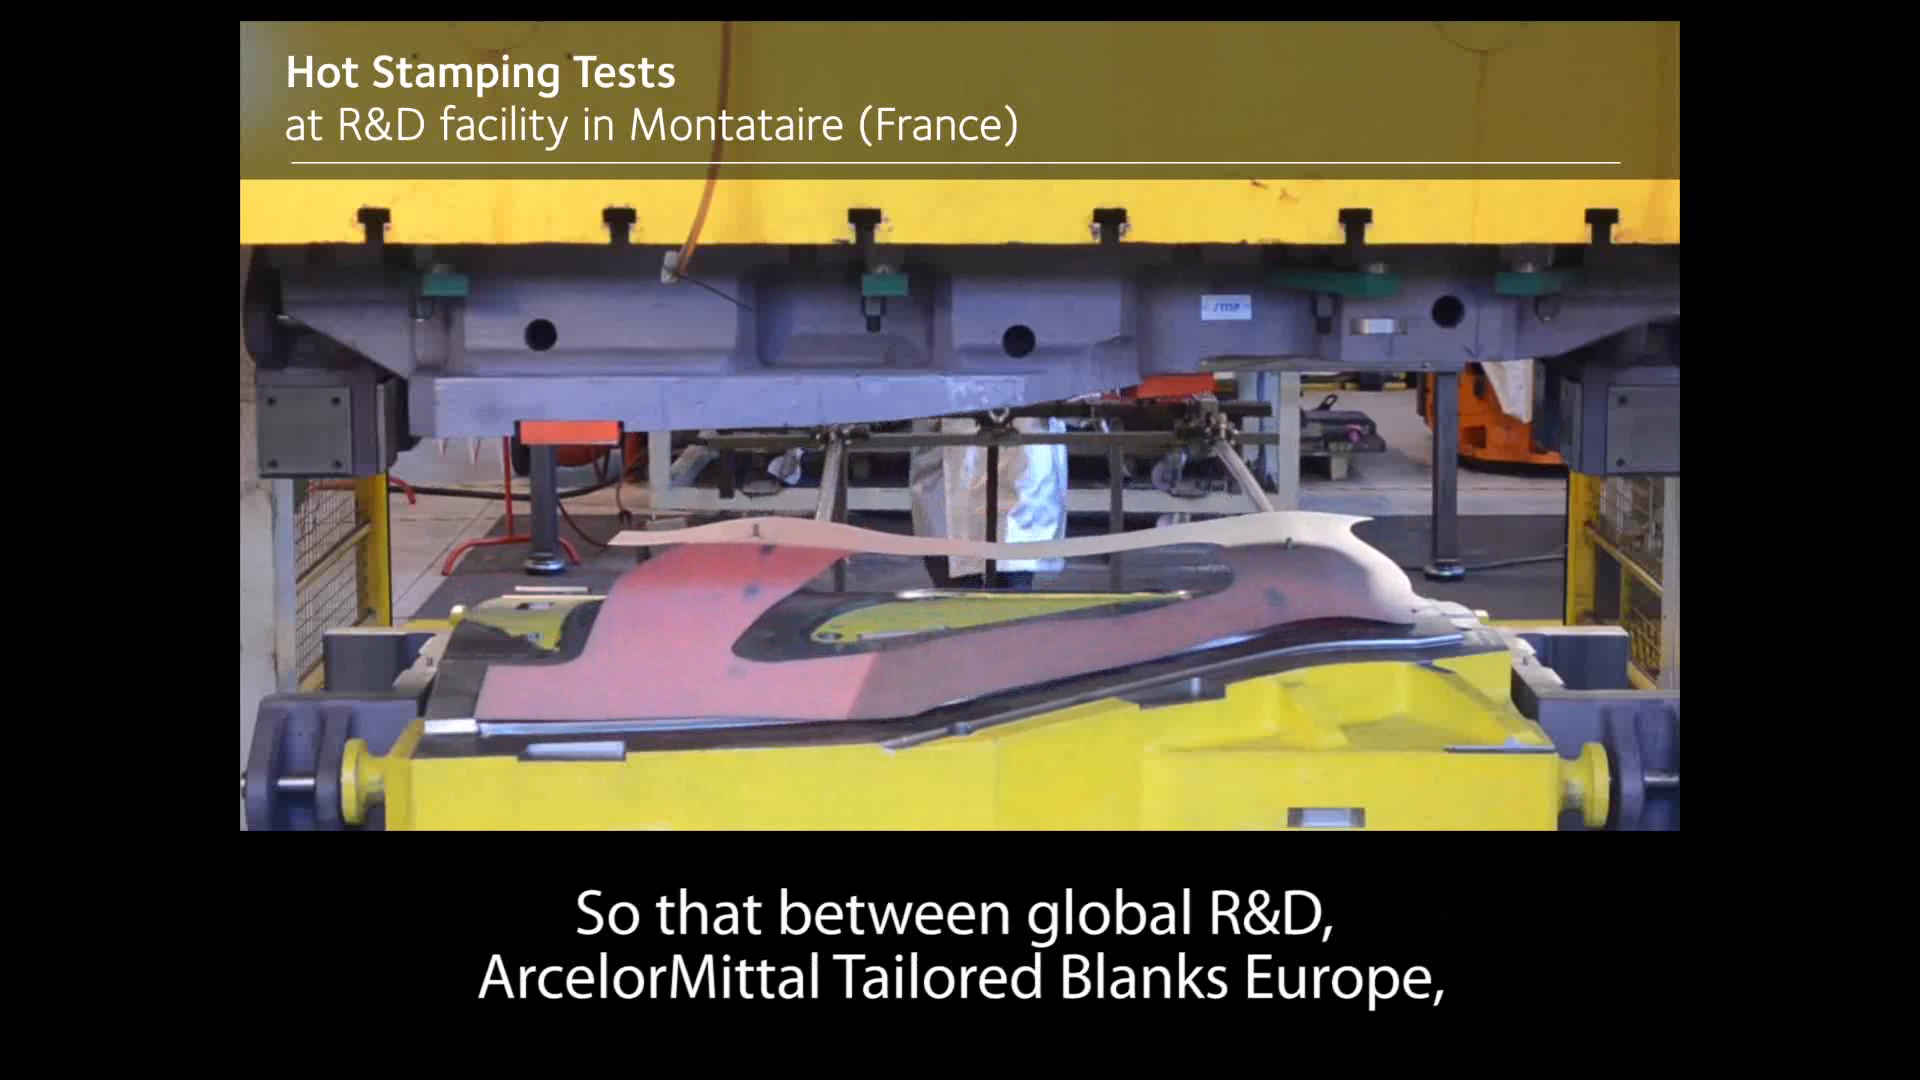 Hot Stamping Tests
at R&D facility in Montataire (France)
So that between global R&D,
ArcelorMittal Tailored Blanks Europe,